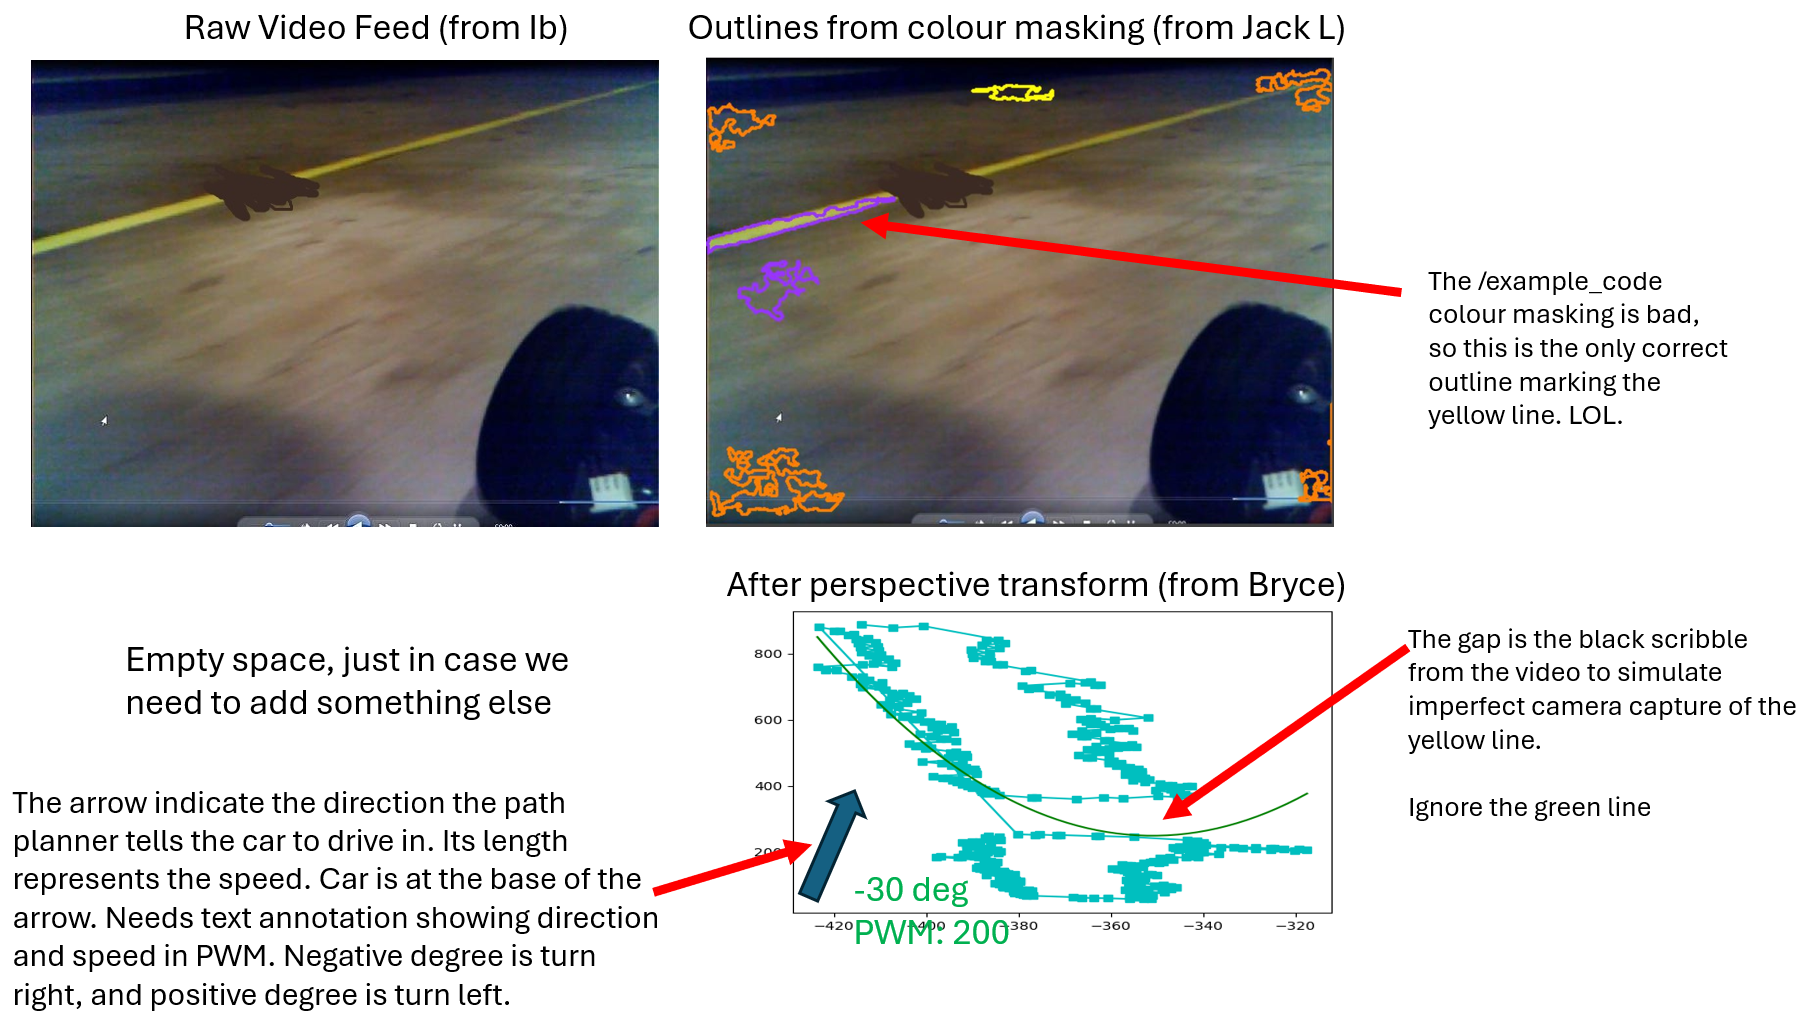 Raw Video Feed (from Ib)
Outlines from colour masking (from Jack L)
The /example_code
colour masking is bad,
so this is the only correct
outline marking the
yellow line. LOL.
After perspective transform (from Bryce)
800
600
400
−420
−400
−380
−360
−340
−320
-30 deg
PWM: 200
The gap is the black scribble
from the video to simulate
imperfect camera capture of the
yellow line.
Ignore the green line
Empty space, just in case we
need to add something else
The arrow indicate the direction the path
planner tells the car to drive in. Its length
represents the speed. Car is at the base of the
arrow. Needs text annotation showing direction
and speed in PWM. Negative degree is turn
right, and positive degree is turn left.